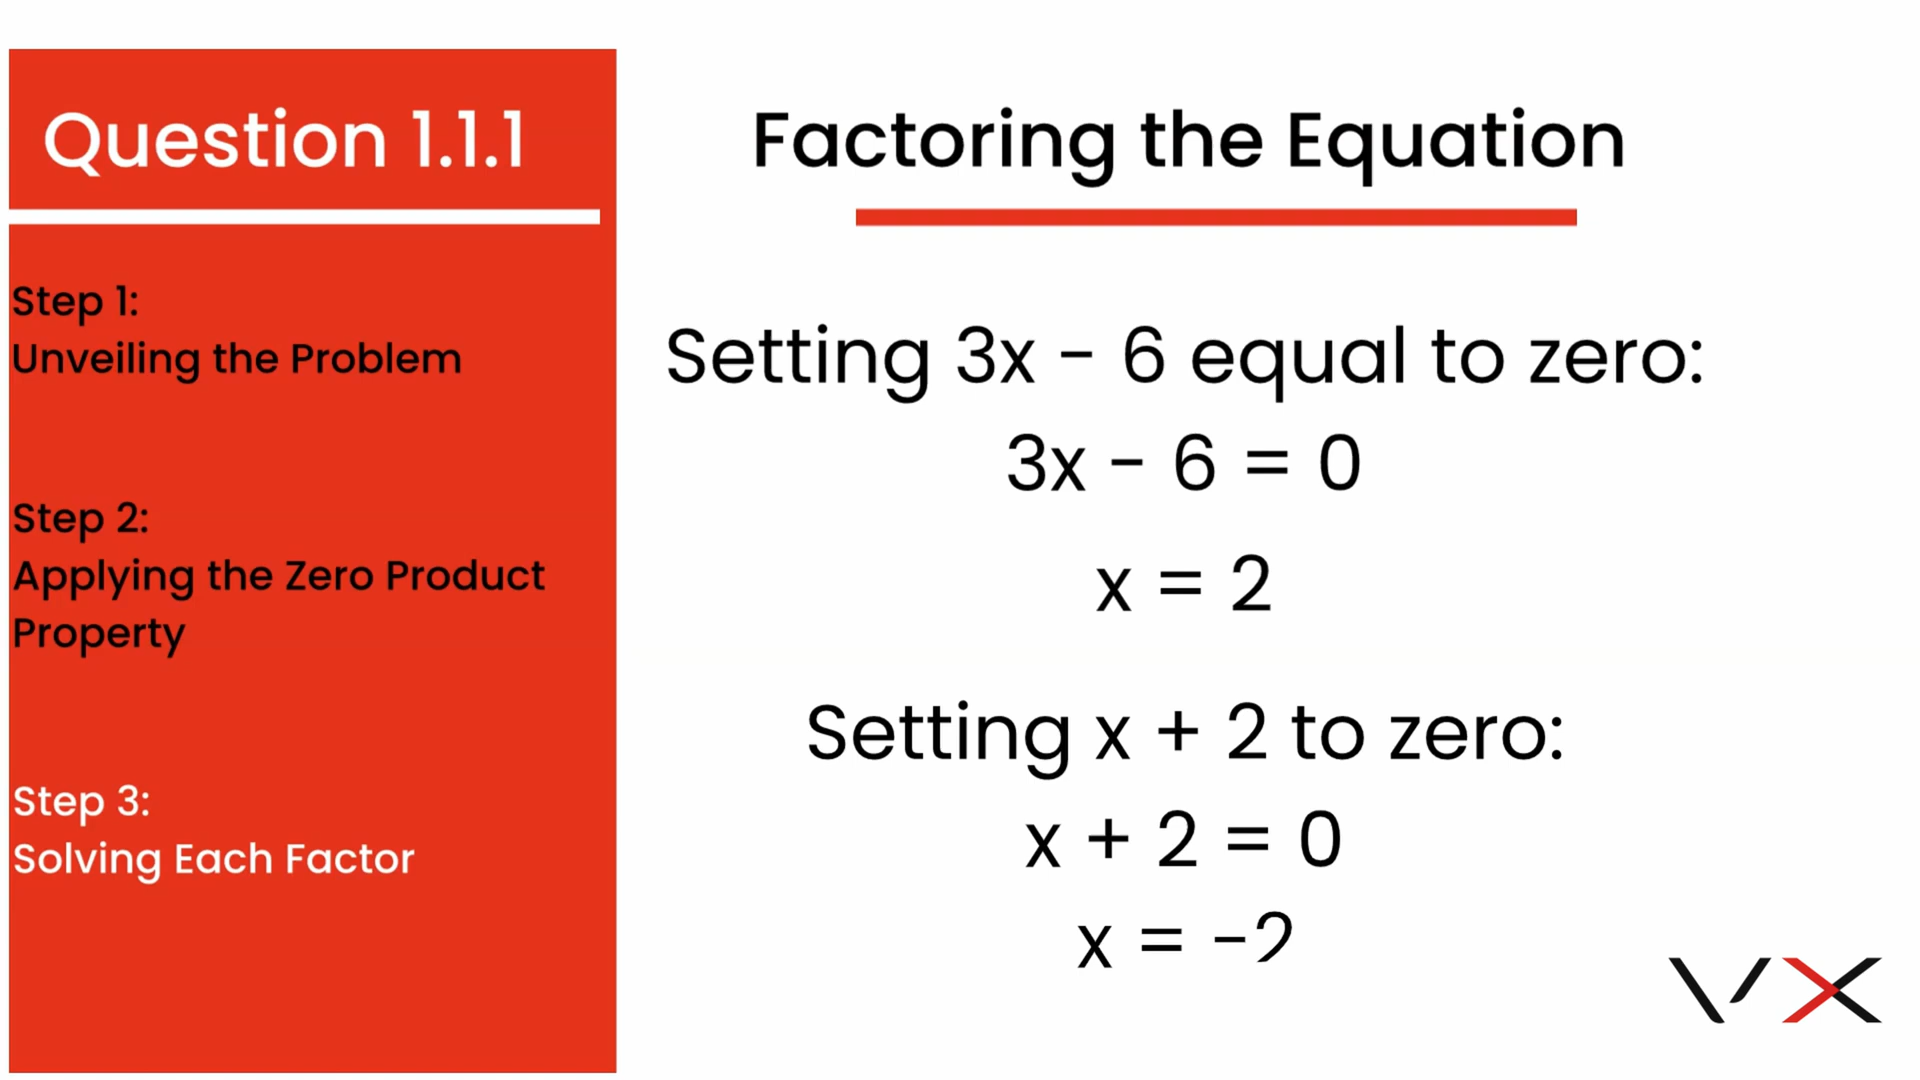 Question 1.1.1
Step 1:
Unveiling the Problem
Step 2:
Applying the Zero Product
Property
Step 3:
Solving Each Factor
Factoring the Equation
Setting 3x - 6 equal to zero:
3x - 6 = 0
x = 2
Setting x + 2 to zero:
x + 2 = 0
x = -2
VX